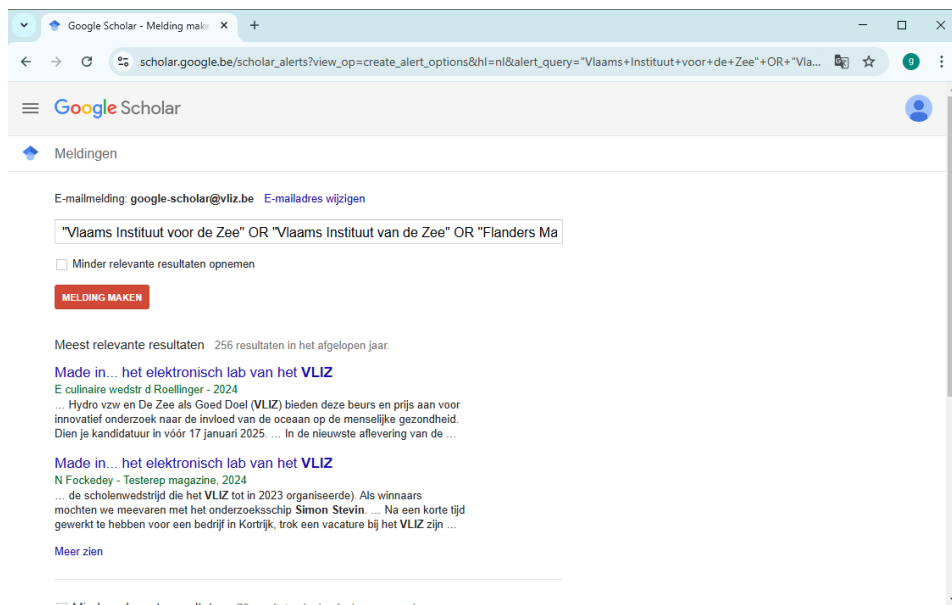 Google Scholar - Melding make
scholar.google.be/scholar_alerts?view_op=create_alert_options&hl=nl&alert_query="Vlaams+Instituut+voor+de+Zee"+OR+"Vla...
g
Google Scholar
Meldingen
E-mailmelding: google-scholar@vliz.be E-mailadres wijzigen
"Vlaams Instituut voor de Zee" OR "Vlaams Instituut van de Zee" OR "Flanders Ma
Minder relevante resultaten opnemen
MELDING MAKEN
Meest relevante resultaten 256 resultaten in het afgelopen jaar.
Made in... het elektronisch lab van het VLIZ
E culinaire wedstr d Roellinger - 2024
... Hydro vzw en De Zee als Goed Doel (VLIZ) bieden deze beurs en prijs aan voor
innovatief onderzoek naar de invloed van de oceaan op de menselijke gezondheid.
Dien je kandidatuur in vóór 17 januari 2025. ... In de nieuwste aflevering van de ...
Made in... het elektronisch lab van het VLIZ
N Fockedey - Testerep magazine, 2024
... de scholenwedstrijd die het VLIZ tot in 2023 organiseerde). Als winnaars
mochten we meevaren met het onderzoeksschip Simon Stevin. ... Na een korte tijd
gewerkt te hebben voor een bedrijf in Kortrijk, trok een vacature bij het VLIZ zijn ...
Meer zien